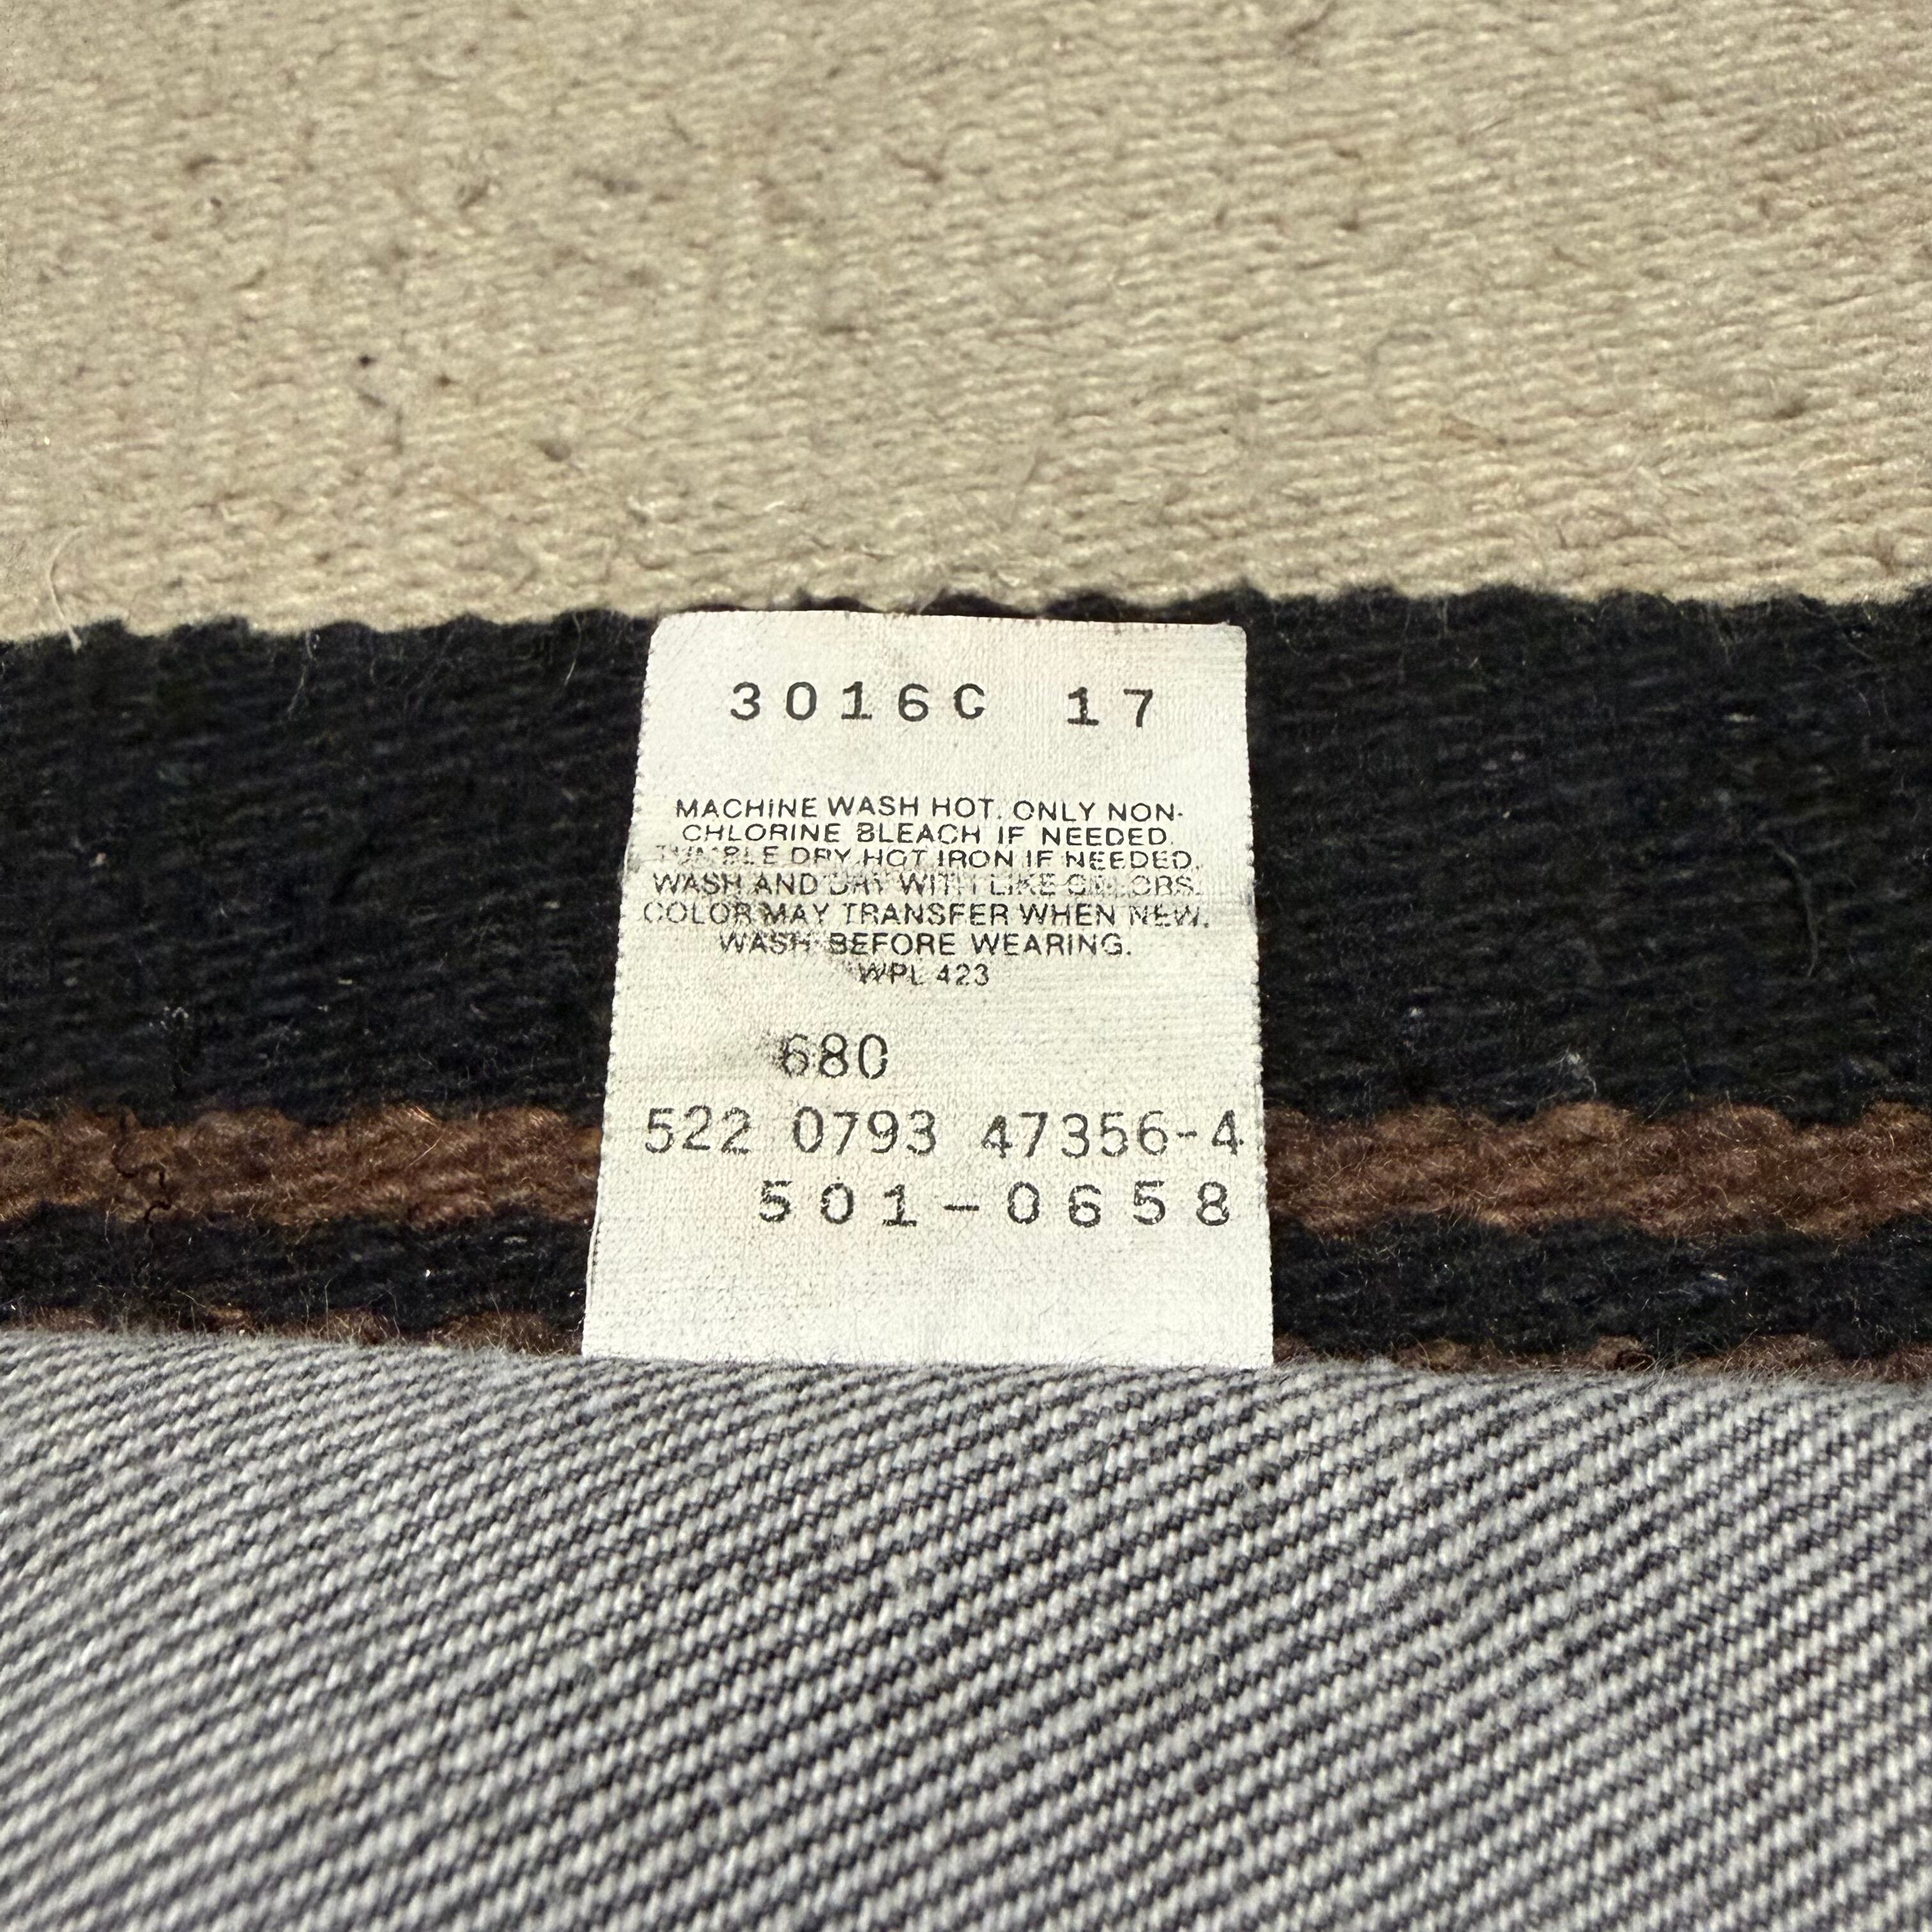 3016C 17
MACHINE WASH HOT. ONLY NON-
CHLORINE BLEACH IF NEEDED.
TUMBLE DRY HOT IRON IF NEEDED.
WASH AND DRY WITH LIKE COLORS.
COLOR MAY TRANSFER WHEN NEW.
WASH BEFORE WEARING.
WPL 423
680
522 0793 47356-4
501-0658